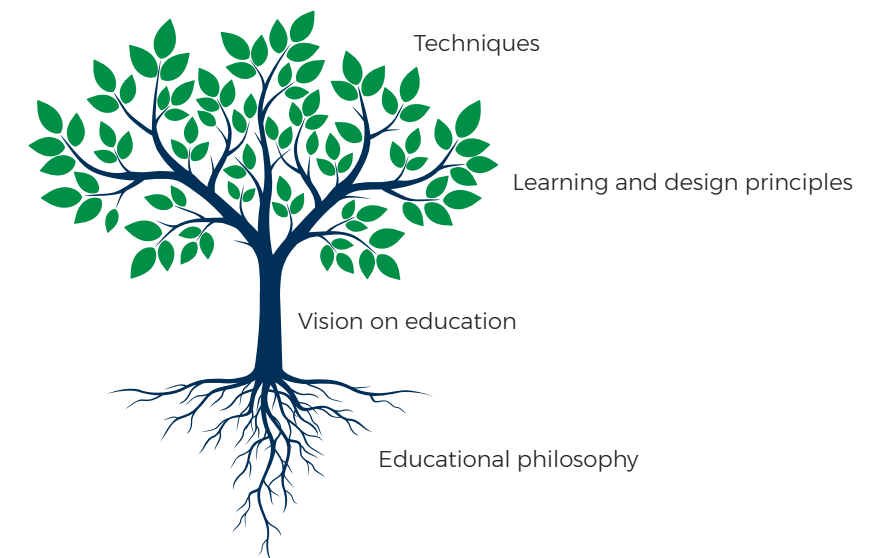 Techniques
Learning and design principles
Vision on education
Educational philosophy